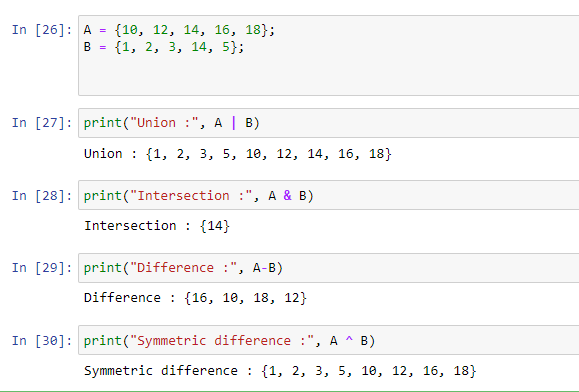 In [26]: A = {10, 12, 14, 16, 18};
B = {1, 2, 3, 14, 5};
In [27]: print("Union :", A | B)
Union : {1, 2, 3, 5, 10, 12, 14, 16, 18}
In [28]: print("Intersection :", A & B)
Intersection : {14}
In [29]: print("Difference :", A-B)
Difference : {16, 10, 18, 12}
In [30]: print("Symmetric difference :", A ^ B)
Symmetric difference : {1, 2, 3, 5, 10, 12, 16, 18}